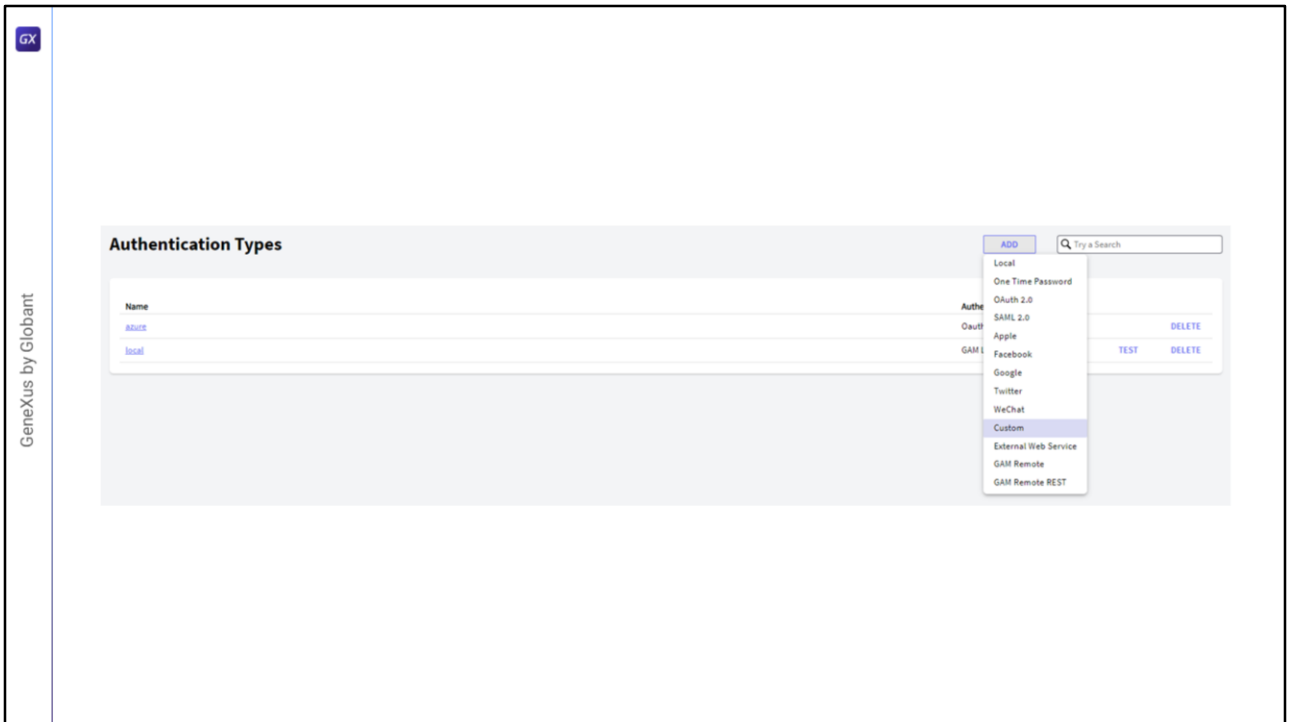 GX
GeneXus by Globant
Authentication Types
ADD
Try a Search
Local
One Time Password
OAuth 2.0
SAML 2.0
Apple
Facebook
Google
Twitter
WeChat
Custom
External Web Service
GAM Remote
GAM Remote REST
Name
azure
DELETE
local
GAM
TEST
DELETE